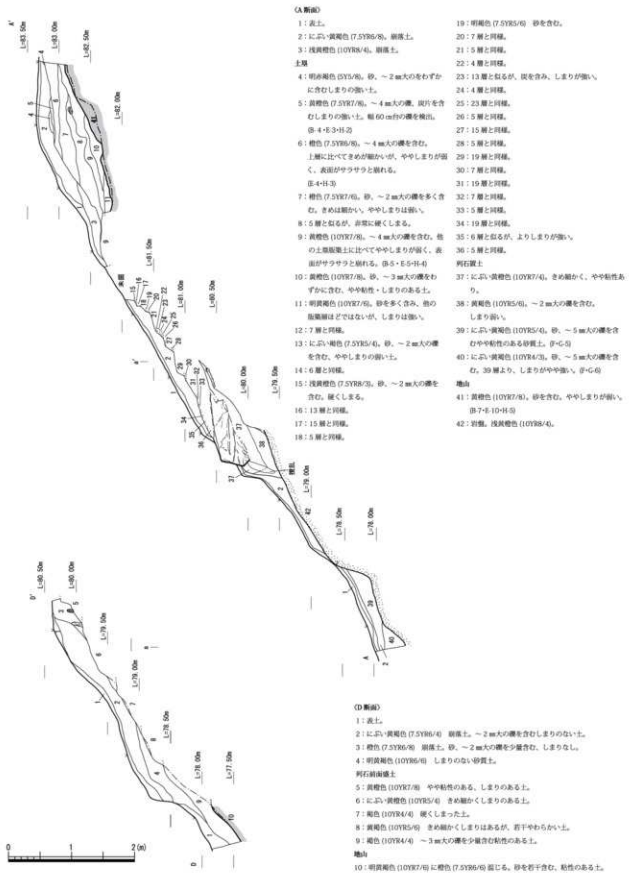 〈A 断面〉
1：表土。
2：にぶい黄褐色 (7.5YR6/8)。崩落土。
3：浅黄橙色 (10YR8/4)。崩落土。
土塁
4：明赤褐色 (5Y5/8)。砂、～ 2 ㎜大のをわずか
に含むしまりの強い土。
5：黄橙色 (7.5YR7/8)。～ 4 ㎜大の礫、炭片を含
むしまりの強い土。幅 60 ㎝台の礫を検出。
(B-4・E-3・H-2)
6：橙色 (7.5YR6/8)。～ 4 ㎜大の礫を含む。
上層に比べてきめが細かいが、ややしまりが弱
く、表面がサラサラと崩れる。
(E-4・H-3)
7：橙色 (7.5YR7/6)。砂、～ 2 ㎜大の礫を多く含
む。きめは細かい。ややしまりは弱い。
8：5 層と似るが、非常に硬くしまる。
9：黄橙色 (10YR7/8)。～ 4 ㎜大の礫を含む。他
の土塁版築土に比べてややしまりが弱く、表
面がサラサラと崩れる。(B-5・E-5・H-4)
10：黄橙色 (10YR7/8)。砂、～ 3 ㎜大の礫をわ
ずかに含む、やや粘性・しまりのある土。
11：明黄褐色 (10YR7/6)。砂を多く含み、他の
版築層ほどではないが、しまりは強い。
12：7 層と同様。
13：にぶい褐色 (7.5YR5/4)。砂、～ 2 ㎜大の礫
を含む、ややしまりの弱い土。
14：6 層と同様。
15：浅黄橙色 (7.5YR8/3)。砂、～ 2 ㎜大の礫を
含む。硬くしまる。
16：13 層と同様。
17：15 層と同様。
18：5 層と同様。
19：明褐色 (7.5YR5/6) 砂を含む。
20：7 層と同様。
21：5 層と同様。
22：4 層と同様。
23：13 層と似るが、炭を含み、しまりが強い。
24：4 層と同様。
25：23 層と同様。
26：5 層と同様。
27：15 層と同様。
28：5 層と同様。
29：19 層と同様。
30：7 層と同様。
31：19 層と同様。
32：7 層と同様。
33：5 層と同様。
34：19 層と同様。
35：6 層と似るが、よりしまりが強い。
36：5 層と同様。
列石置土
37：にぶい黄橙色 (10YR7/4)。きめ細かく、やや粘性あ
り。
38：黄褐色 (10YR5/6)。～ 2 ㎜大の礫を含む。
しまり弱い。
39：にぶい黄褐色 (10YR5/4)。砂、～ 5 ㎜大の礫を含
むやや粘性のある砂質土。(F=G-5)
40：にぶい黄褐色 (10YR4/3)。砂、～ 5 ㎜大の礫を含
む。39 層より、しまりがやや強い。(F=G-6)
地山
41：黄橙色 (10YR7/8)。砂を含む。ややしまりが弱い。
(B-7・E-10・H-5)
42：岩盤。浅黄橙色 (10YR8/4)。
A'
L=83.50m
L=83.00m
L=82.50m
L=82.00m
L=81.50m
L=81.00m
L=80.50m
L=80.00m
L=79.50m
L=79.00m
L=78.50m
L=78.00m
A
D'
L=80.50m
L=80.00m
L=79.50m
L=79.00m
L=78.50m
L=78.00m
L=77.50m
D
0 1 2 (m)
〈D 断面〉
1：表土。
2：にぶい黄褐色 (7.5YR6/4) 崩落土。～ 2 ㎜大の礫を含むしまりのない土。
3：橙色 (7.5YR6/8) 崩落土。砂、～ 2 ㎜大の礫を少量含む、しまりなし。
4：明黄褐色 (10YR6/6) しまりのない砂質土。
列石前面盛土
5：黄橙色 (10YR7/8) やや粘性のある、しまりのある土。
6：にぶい黄橙色 (10YR5/4) きめ細かくしまりのある土。
7：褐色 (10YR4/4) 硬くしまった土。
8：黄褐色 (10YR5/6) きめ細かくしまりはあるが、若干やわらかい土。
9：褐色 (10YR4/4) ～ 3 ㎜大の礫を少量含む粘性のある土。
地山
10：明黄褐色 (10YR7/6) に橙色 (7.5YR6/6) 混じる。砂を若干含む、粘性のある土。